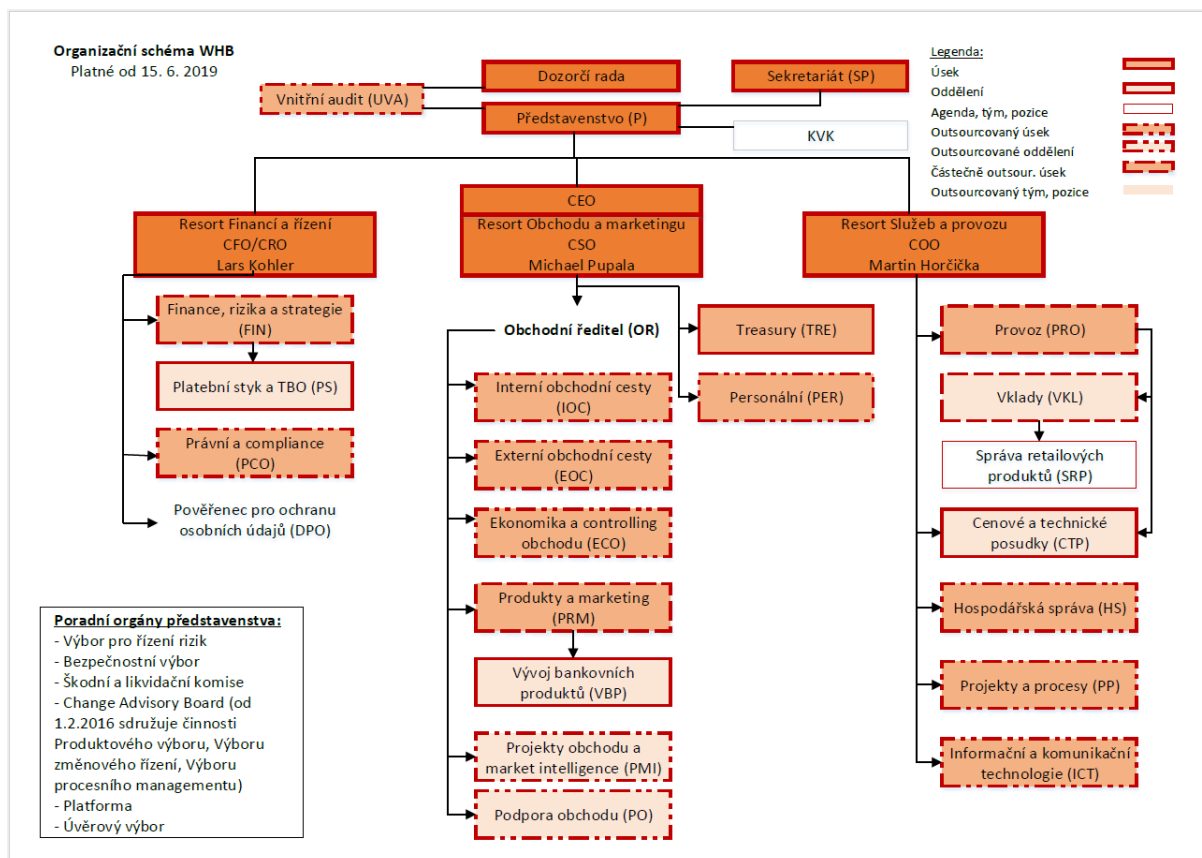 Organizační schéma WHB
Platné od 15. 6. 2019
Dozorčí rada
Sekretariát (SP)
Vnitřní audit (UVA)
Představenstvo (P)
KVK
Legenda:
Úsek
Oddělení
Agenda, tým, pozice
Outsourcovaný úsek
Outsourcované oddělení
Částečně outsour. úsek
Outsourcovaný tým, pozice
Resort Financí a řízení
CFO/CRO
Lars Kohler
CEO
Resort Obchodu a marketingu
CSO
Michael Pupala
Resort Služeb a provozu
COO
Martin Horčička
Finance, rizika a strategie
(FIN)
Platební styk a TBO (PS)
Právní a compliance
(PCO)
Pověřenec pro ochranu
osobních údajů (DPO)
Obchodní ředitel (OR)
Interní obchodní cesty
(IOC)
Externí obchodní cesty
(EOC)
Ekonomika a controlling
obchodu (ECO)
Produkty a marketing
(PRM)
Vývoj bankovních
produktů (VBP)
Projekty obchodu a
market intelligence (PMI)
Podpora obchodu (PO)
Treasury (TRE)
Personální (PER)
Provoz (PRO)
Vklady (VKL)
Správa retailových
produktů (SRP)
Cenové a technické
posudky (CTP)
Hospodářská správa (HS)
Projekty a procesy (PP)
Informační a komunikační
technologie (ICT)
Poradní orgány představenstva:
- Výbor pro řízení rizik
- Bezpečnostní výbor
- Škodní a likvidační komise
- Change Advisory Board (od
1.2.2016 sdružuje činnosti
Produktového výboru, Výboru
změnového řízení, Výboru
procesního managementu)
- Platforma
- Úvěrový výbor